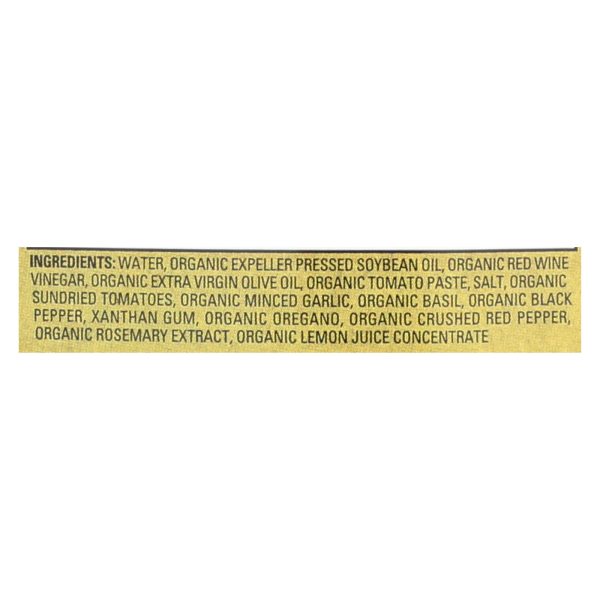 INGREDIENTS: WATER, ORGANIC EXPELLER PRESSED SOYBEAN OIL, ORGANIC RED WINE
VINEGAR, ORGANIC EXTRA VIRGIN OLIVE OIL, ORGANIC TOMATO PASTE, SALT, ORGANIC
SUNDRIED TOMATOES, ORGANIC MINCED GARLIC, ORGANIC BASIL, ORGANIC BLACK
PEPPER, XANTHAN GUM, ORGANIC OREGANO, ORGANIC CRUSHED RED PEPPER,
ORGANIC ROSEMARY EXTRACT, ORGANIC LEMON JUICE CONCENTRATE